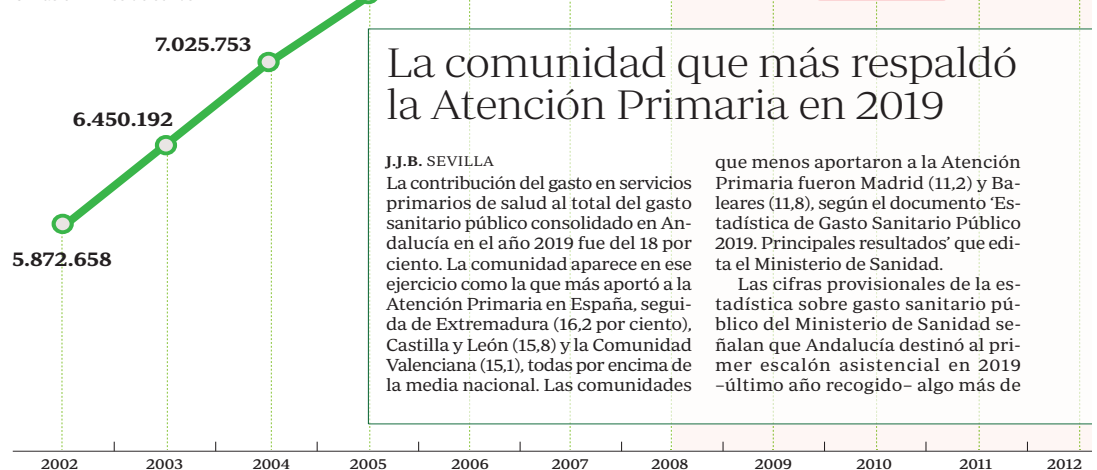 7.025.753
6.450.192
5.872.658
La comunidad que más respaldó
la Atención Primaria en 2019
J.J.B. SEVILLA
La contribución del gasto en servicios
primarios de salud al total del gasto
sanitario público consolidado en An-
dalucía en el año 2019 fue del 18 por
ciento. La comunidad aparece en ese
ejercicio como la que más aportó a la
Atención Primaria en España, segui-
da de Extremadura (16,2 por ciento),
Castilla y León (15,8) y la Comunidad
Valenciana (15,1), todas por encima de
la media nacional. Las comunidades
que menos aportaron a la Atención
Primaria fueron Madrid (11,2) y Ba-
leares (11,8), según el documento ‘Es-
tadística de Gasto Sanitario Público
2019. Principales resultados’ que edi-
ta el Ministerio de Sanidad.
Las cifras provisionales de la es-
tadística sobre gasto sanitario pú-
blico del Ministerio de Sanidad se-
ñalan que Andalucía destinó al pri-
mer escalón asistencial en 2019
–último año recogido– algo más de
2002 2003 2004 2005 2006 2007 2008 2009 2010 2011 2012